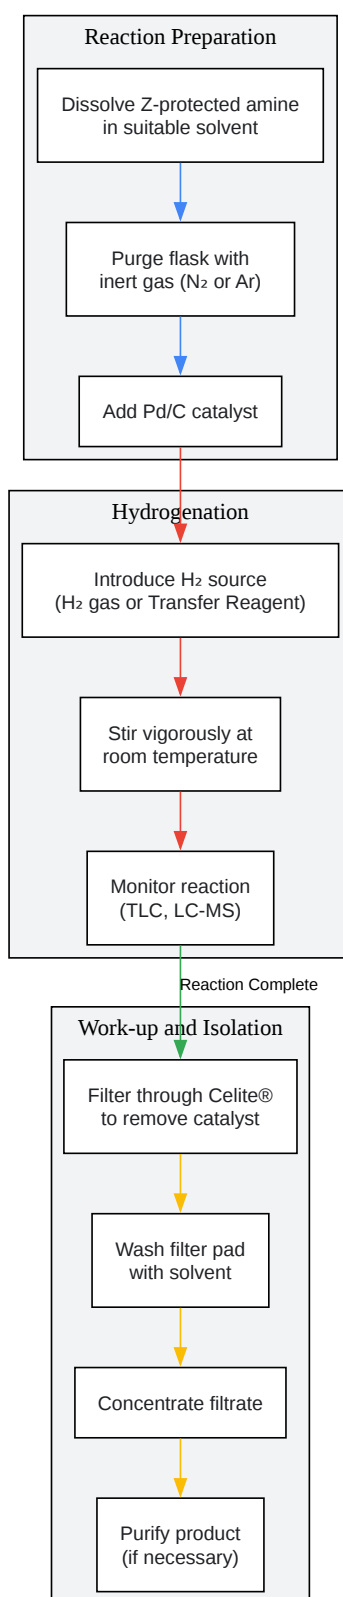 Reaction Preparation
Dissolve Z-protected amine
in suitable solvent
Purge flask with
inert gas (N₂ or Ar)
Add Pd/C catalyst
Hydrogenation
Introduce H₂ source
(H₂ gas or Transfer Reagent)
Stir vigorously at
room temperature
Monitor reaction
(TLC, LC-MS)
Reaction Complete
Work-up and Isolation
Filter through Celite®
to remove catalyst
Wash filter pad
with solvent
Concentrate filtrate
Purify product
(if necessary)